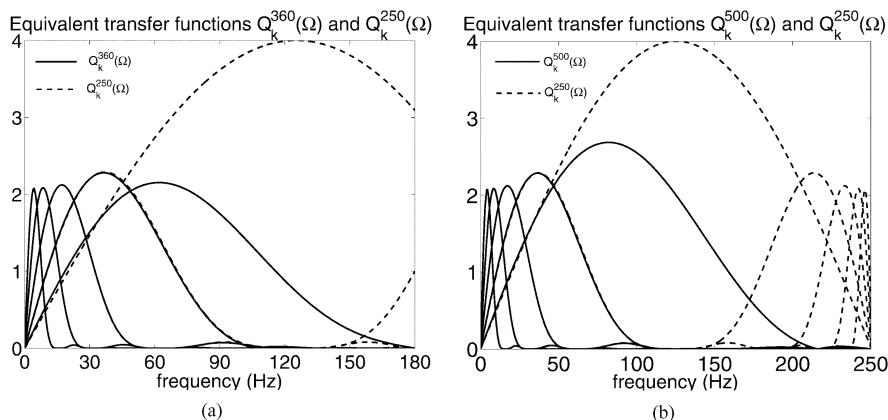 Equivalent transfer functions Q_k^360(Ω) and Q_k^250(Ω)
4
3
2
1
0
Q_k^360(Ω)
Q_k^250(Ω)
0 30 60 90 120 150 180
frequency (Hz)
(a)
Equivalent transfer functions Q_k^500(Ω) and Q_k^250(Ω)
4
3
2
1
0
Q_k^500(Ω)
Q_k^250(Ω)
0 50 100 150 200 250
frequency (Hz)
(b)